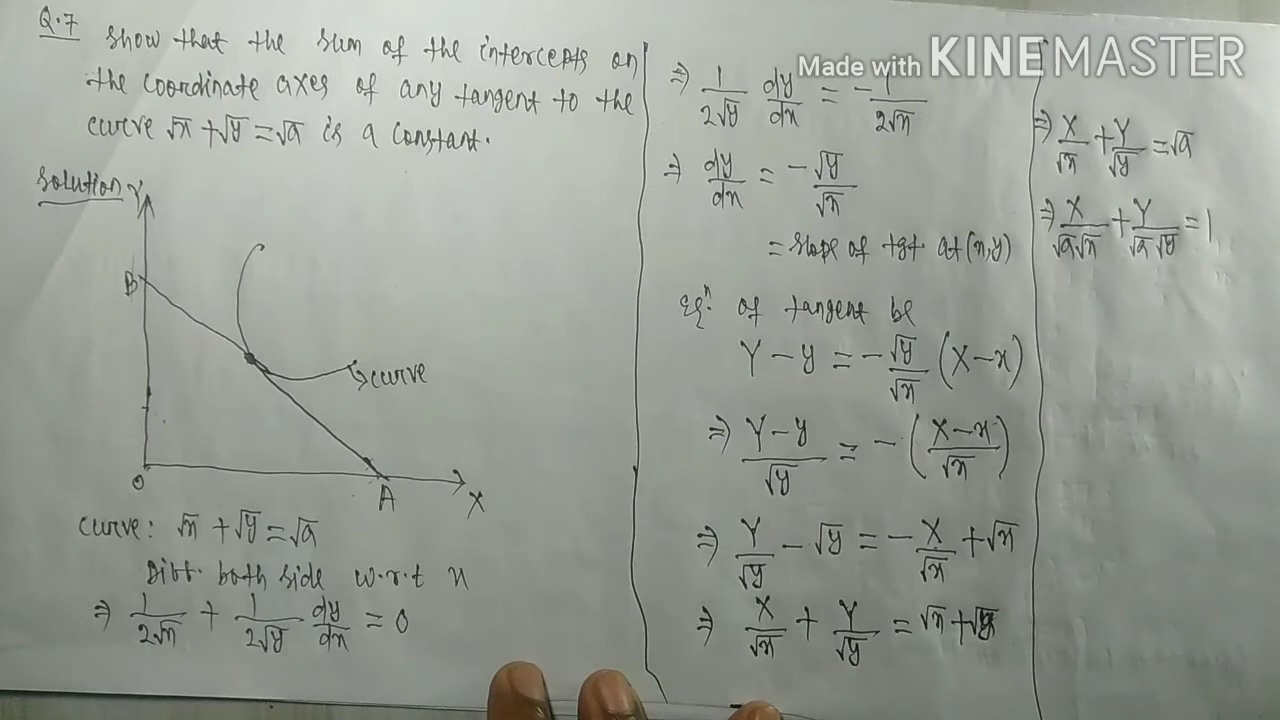 Q.7 Show that the sum of the intercepts on
the coordinate axes of any tangent to the
curve √x + √y = √a is a constant.
Solution
Y
B
curve
O
A
X
curve: √x + √y = √a
Diff. both side w.r.t x
⇒ 1/2√x + 1/2√y dy/dx = 0
⇒ 1/2√y dy/dx = - 1/2√x
⇒ dy/dx = - √y/√x
= slope of tgt. at (x,y)
Eqⁿ. of tangent be
Y - y = - √y/√x (X - x)
⇒ Y - y/√y = - (X - x/√x)
⇒ Y/√y - √y = - X/√x + √x
⇒ X/√x + Y/√y = √x + √y
Made with KINEMASTER
⇒ X/√x + Y/√y = √a
⇒ X/√a√x + Y/√a√y = 1